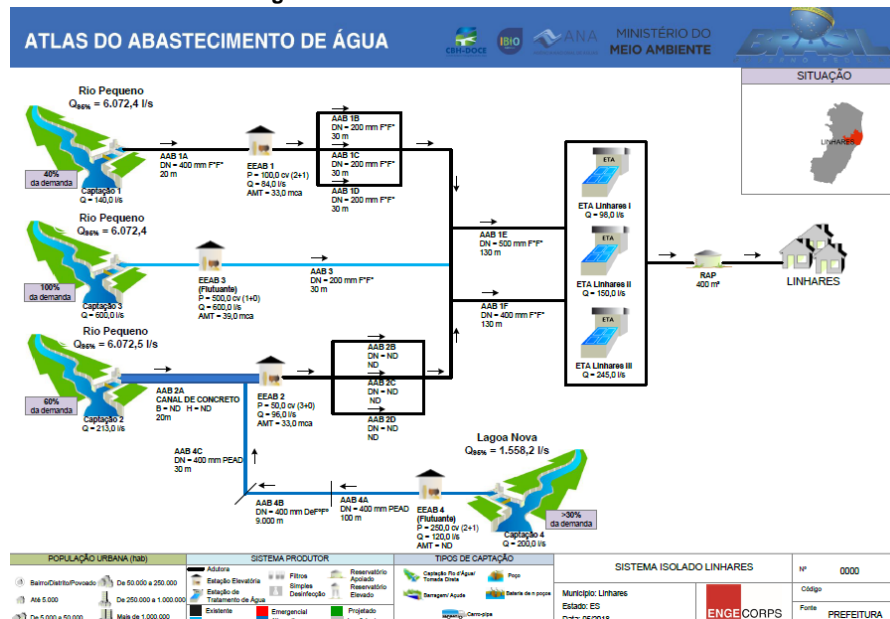 ATLAS DO ABASTECIMENTO DE ÁGUA
CBH-DOCE
IBIO
ANA
MINISTÉRIO DO
MEIO AMBIENTE
BRASIL
SITUAÇÃO
LINHARES
Rio Pequeno
Q95% = 6.072,4 l/s
40%
da demanda
Captação 1
Q = 140,0 l/s
AAB 1A
DN = 400 mm F°F°
20 m
EEAB 1
P = 100,0 cv (2+1)
Q = 84,0 l/s
AMT = 33,0 mca
AAB 1B
DN = 200 mm F°F°
30 m
AAB 1C
DN = 200 mm F°F°
30 m
AAB 1D
DN = 200 mm F°F°
30 m
Rio Pequeno
Q95% = 6.072,4
100%
da demanda
Captação 3
Q = 600,0 l/s
EEAB 3
(Flutuante)
P = 500,0 cv (1+0)
Q = 600,0 l/s
AMT = 39,0 mca
AAB 3
DN = 200 mm F°F°
30 m
AAB 1E
DN = 500 mm F°F°
130 m
AAB 1F
DN = 400 mm F°F°
130 m
ETA
ETA Linhares I
Q = 98,0 l/s
ETA
ETA Linhares II
Q = 150,0 l/s
ETA
ETA Linhares III
Q = 245,0 l/s
RAP
400 m³
LINHARES
Rio Pequeno
Q95% = 6.072,5 l/s
60%
da demanda
Captação 2
Q = 213,0 l/s
AAB 2A
CANAL DE CONCRETO
B = ND H = ND
20m
EEAB 2
P = 50,0 cv (3+0)
Q = 96,0 l/s
AMT = 33,0 mca
AAB 2B
DN = ND
ND
AAB 2C
DN = ND
ND
AAB 2D
DN = ND
ND
AAB 4C
DN = 400 mm PEAD
30 m
AAB 4B
DN = 400 mm DeF°F°
9.000 m
AAB 4A
DN = 400 mm PEAD
100 m
EEAB 4
(Flutuante)
P = 250,0 cv (2+1)
Q = 120,0 l/s
AMT = ND
Lagoa Nova
Q95% = 1.558,2 l/s
>30%
da demanda
Captação 4
Q = 200,0 l/s
POPULAÇÃO URBANA (hab)
Bairro/Distrito/Povoado
De 50.000 a 250.000
Até 5.000
De 250.000 a 1.000.000
De 5.000 a 50.000
Mais de 1.000.000
SISTEMA PRODUTOR
Adutora
Estação Elevatória
Estação de
Tratamento de Água
Filtros
Simples
Desinfecção
Reservatório
Apoiado
Reservatório
Elevado
Existente
Emergencial
Projetado
TIPOS DE CAPTAÇÃO
Captação Rio d'Água/
Tomada Direta
Poço
Barragem/ Açude
Bateria de n poços
Carro-pipa
SISTEMA ISOLADO LINHARES
Município: Linhares
Estado: ES
Data: 05/2018
ENGECORPS
Nº
0000
Código
Fonte
PREFEITURA